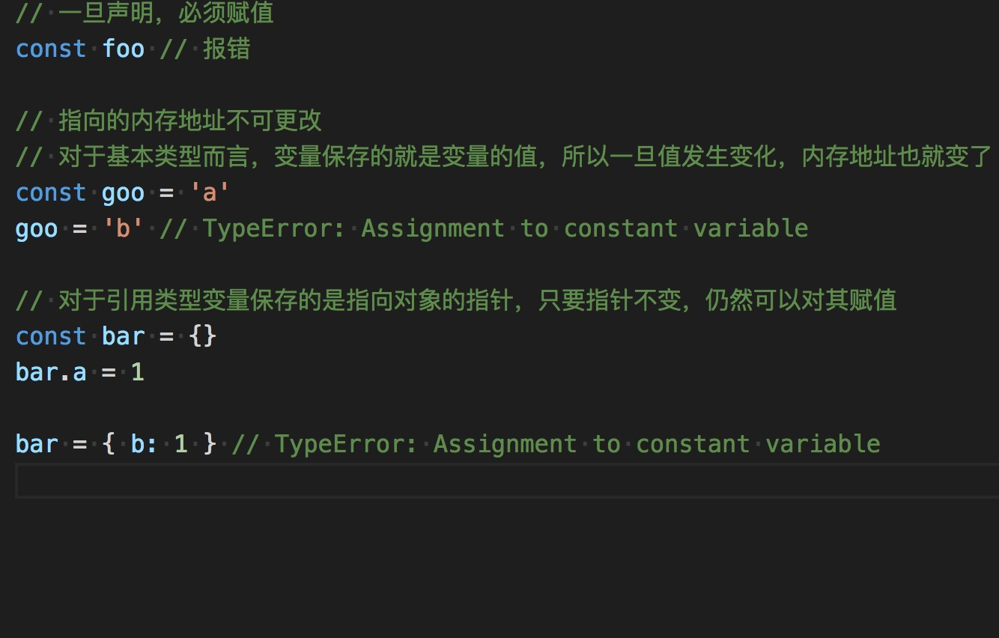 // 一旦声明，必须赋值
const foo // 报错
// 指向的内存地址不可更改
// 对于基本类型而言，变量保存的就是变量的值，所以一旦值发生变化，内存地址也就变了
const goo = 'a'
goo = 'b' // TypeError: Assignment to constant variable
// 对于引用类型变量保存的是指向对象的指针，只要指针不变，仍然可以对其赋值
const bar = {}
bar.a = 1
bar = { b: 1 } // TypeError: Assignment to constant variable